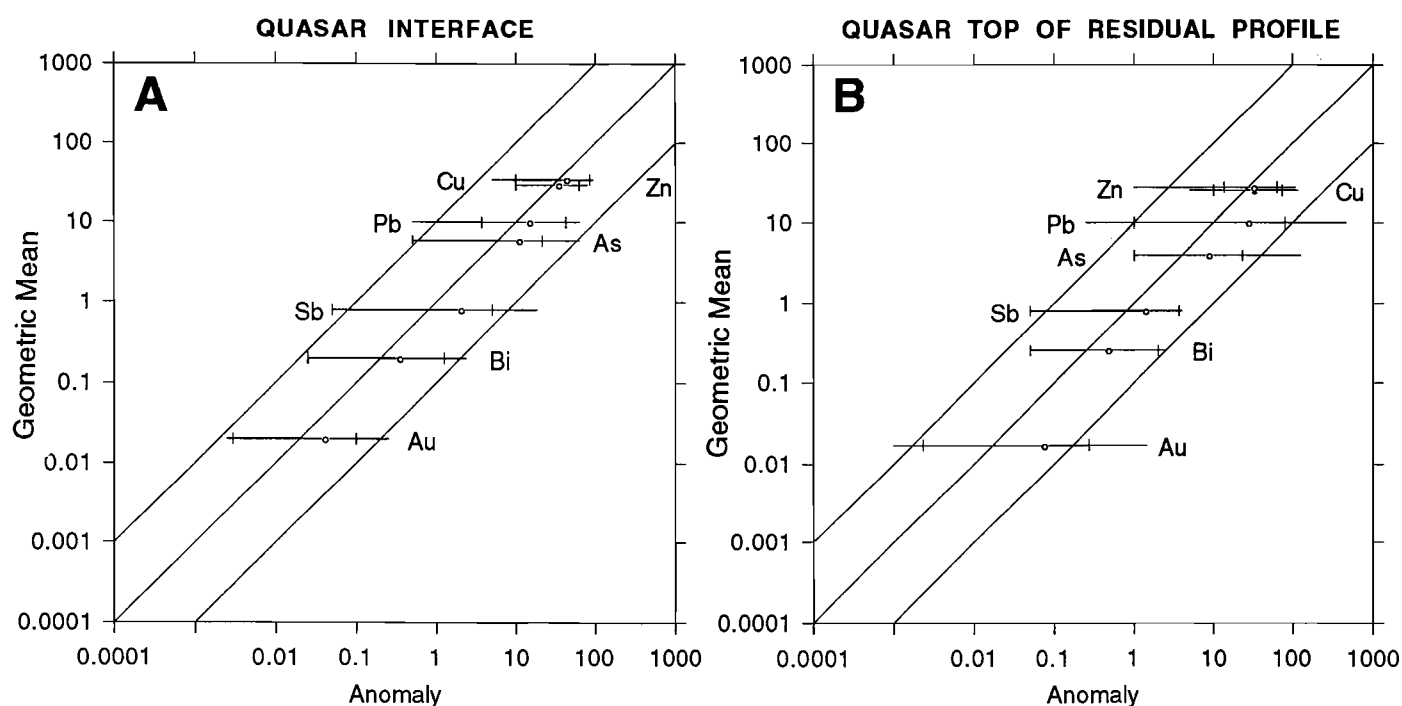 QUASAR INTERFACE
A
1000
100
10
1
0.1
0.01
0.001
0.0001
Geometric Mean
Cu
Zn
Pb
As
Sb
Bi
Au
0.0001 0.01 0.1 1 10 100 1000
Anomaly
QUASAR TOP OF RESIDUAL PROFILE
B
1000
100
10
1
0.1
0.01
0.001
0.0001
Geometric Mean
Zn
Cu
Pb
As
Sb
Bi
Au
0.0001 0.01 0.1 1 10 100 1000
Anomaly